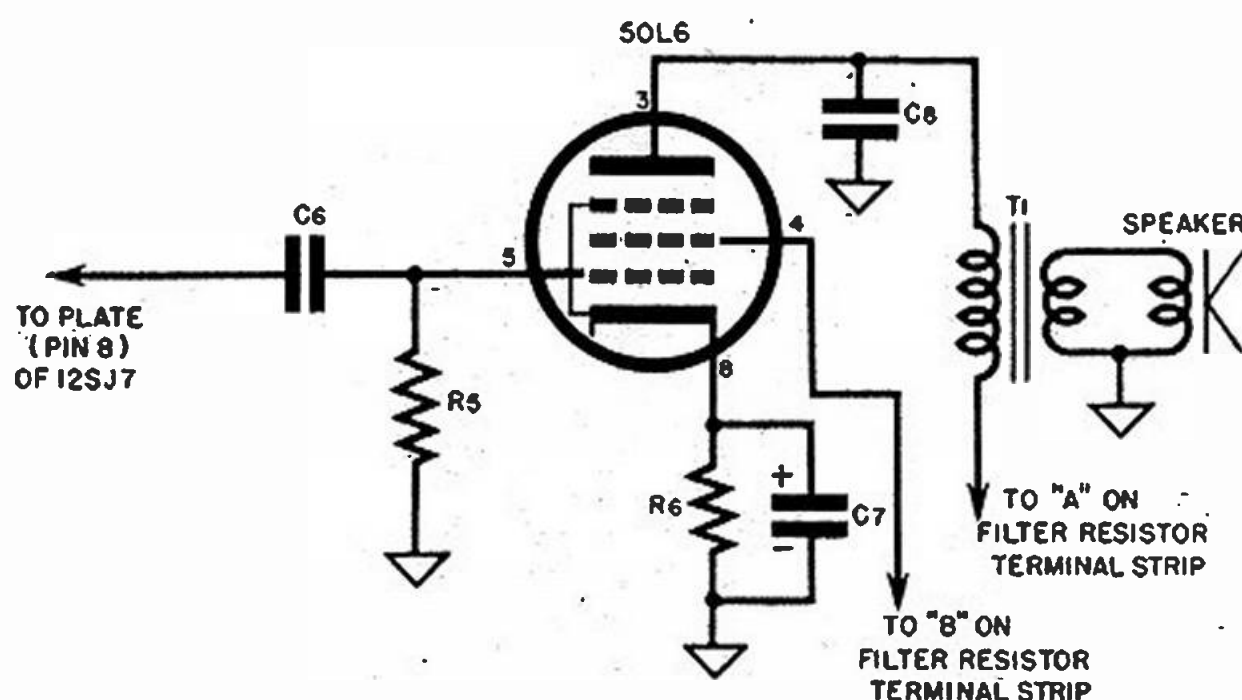 50L6
3
C8
T1
SPEAKER
C6
5
4
TO PLATE
(PIN 8)
OF 12SJ7
R5
8
R6
+
-
C7
TO "A" ON
FILTER RESISTOR
TERMINAL STRIP
TO "B" ON
FILTER RESISTOR
TERMINAL STRIP